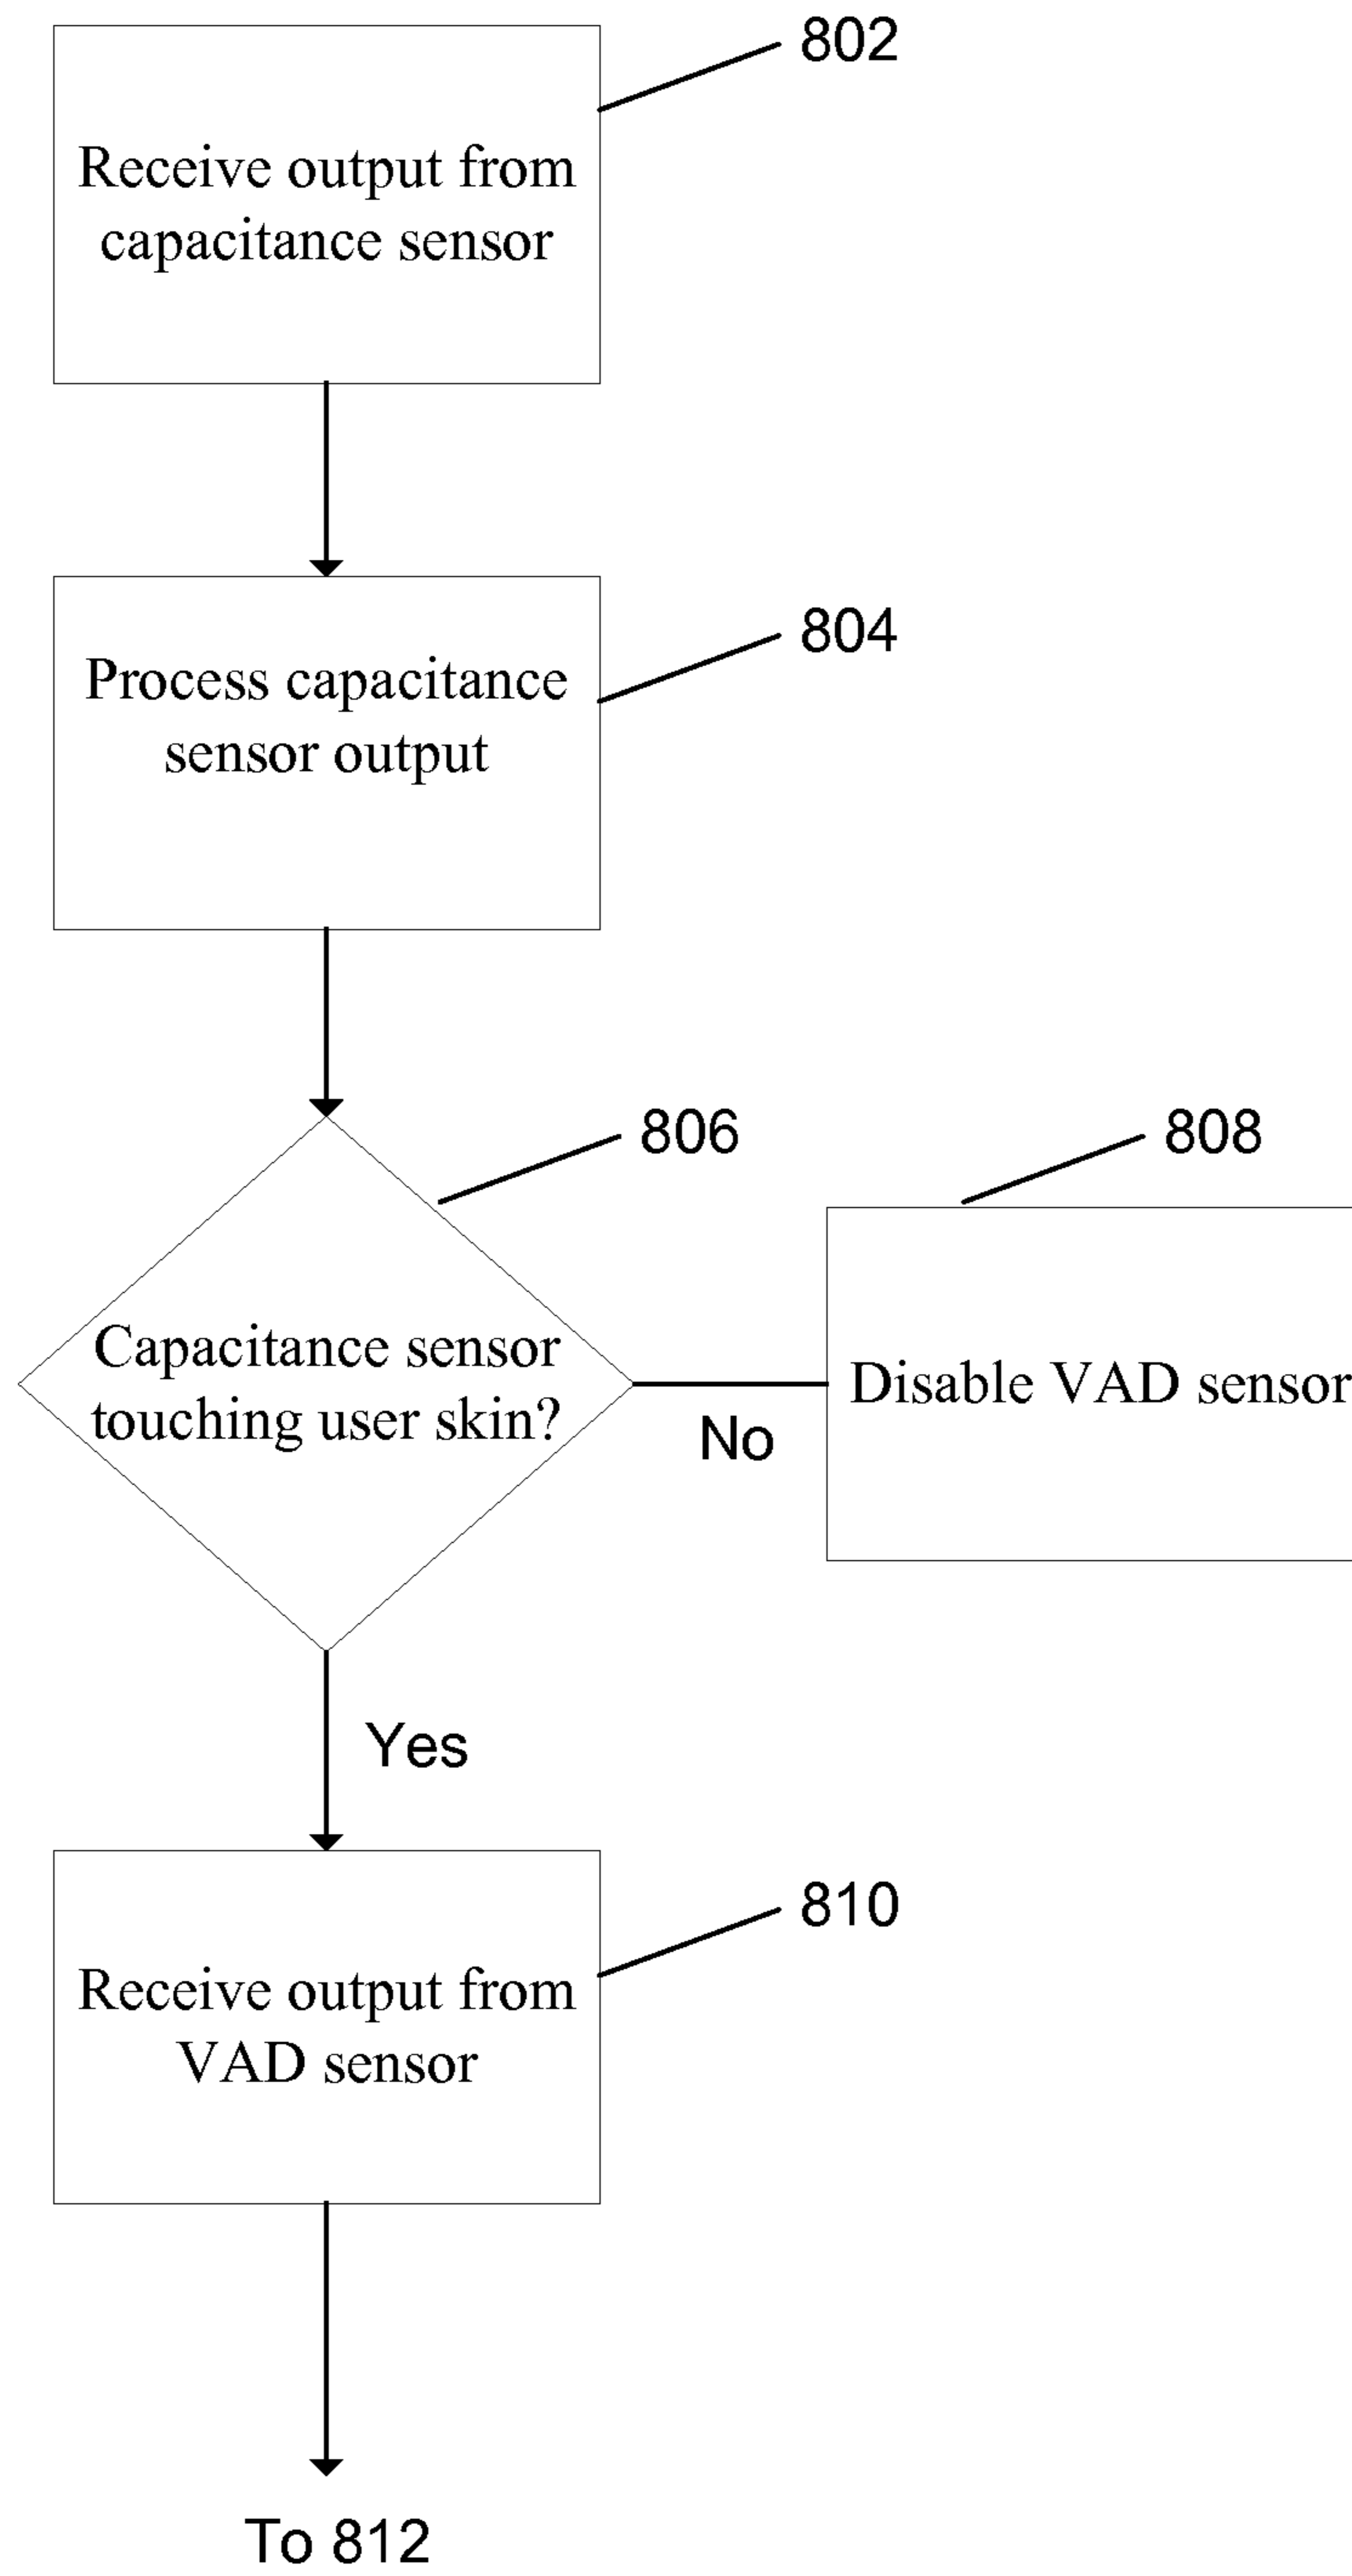 802
Receive output from
capacitance sensor
804
Process capacitance
sensor output
806
808
Capacitance sensor
touching user skin?
Disable VAD sensor
No
Yes
810
Receive output from
VAD sensor
To 812